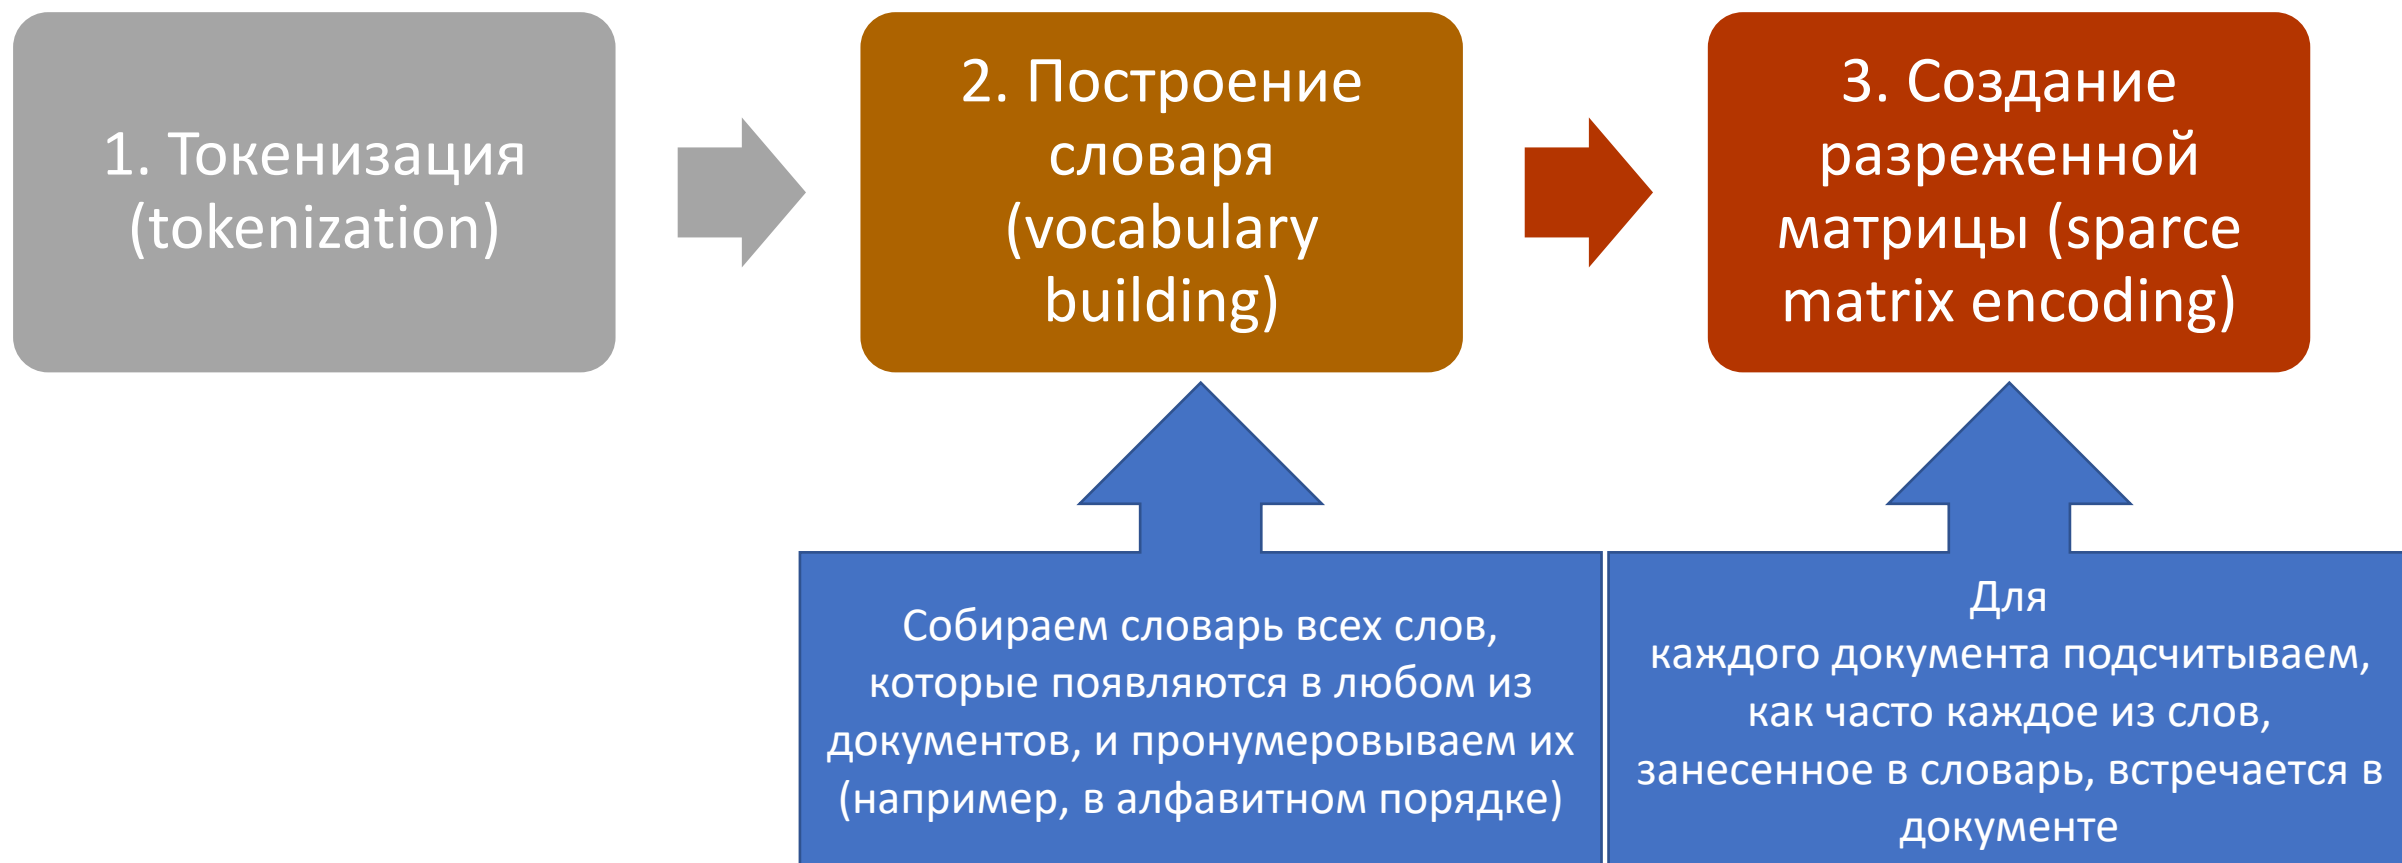 1. Токенизация
(tokenization)
2. Построение
словаря
(vocabulary
building)
3. Создание
разреженной
матрицы (sparce
matrix encoding)
Собираем словарь всех слов,
которые появляются в любом из
документов, и пронумеровываем их
(например, в алфавитном порядке)
Для
каждого документа подсчитываем,
как часто каждое из слов,
занесенное в словарь, встречается в
документе